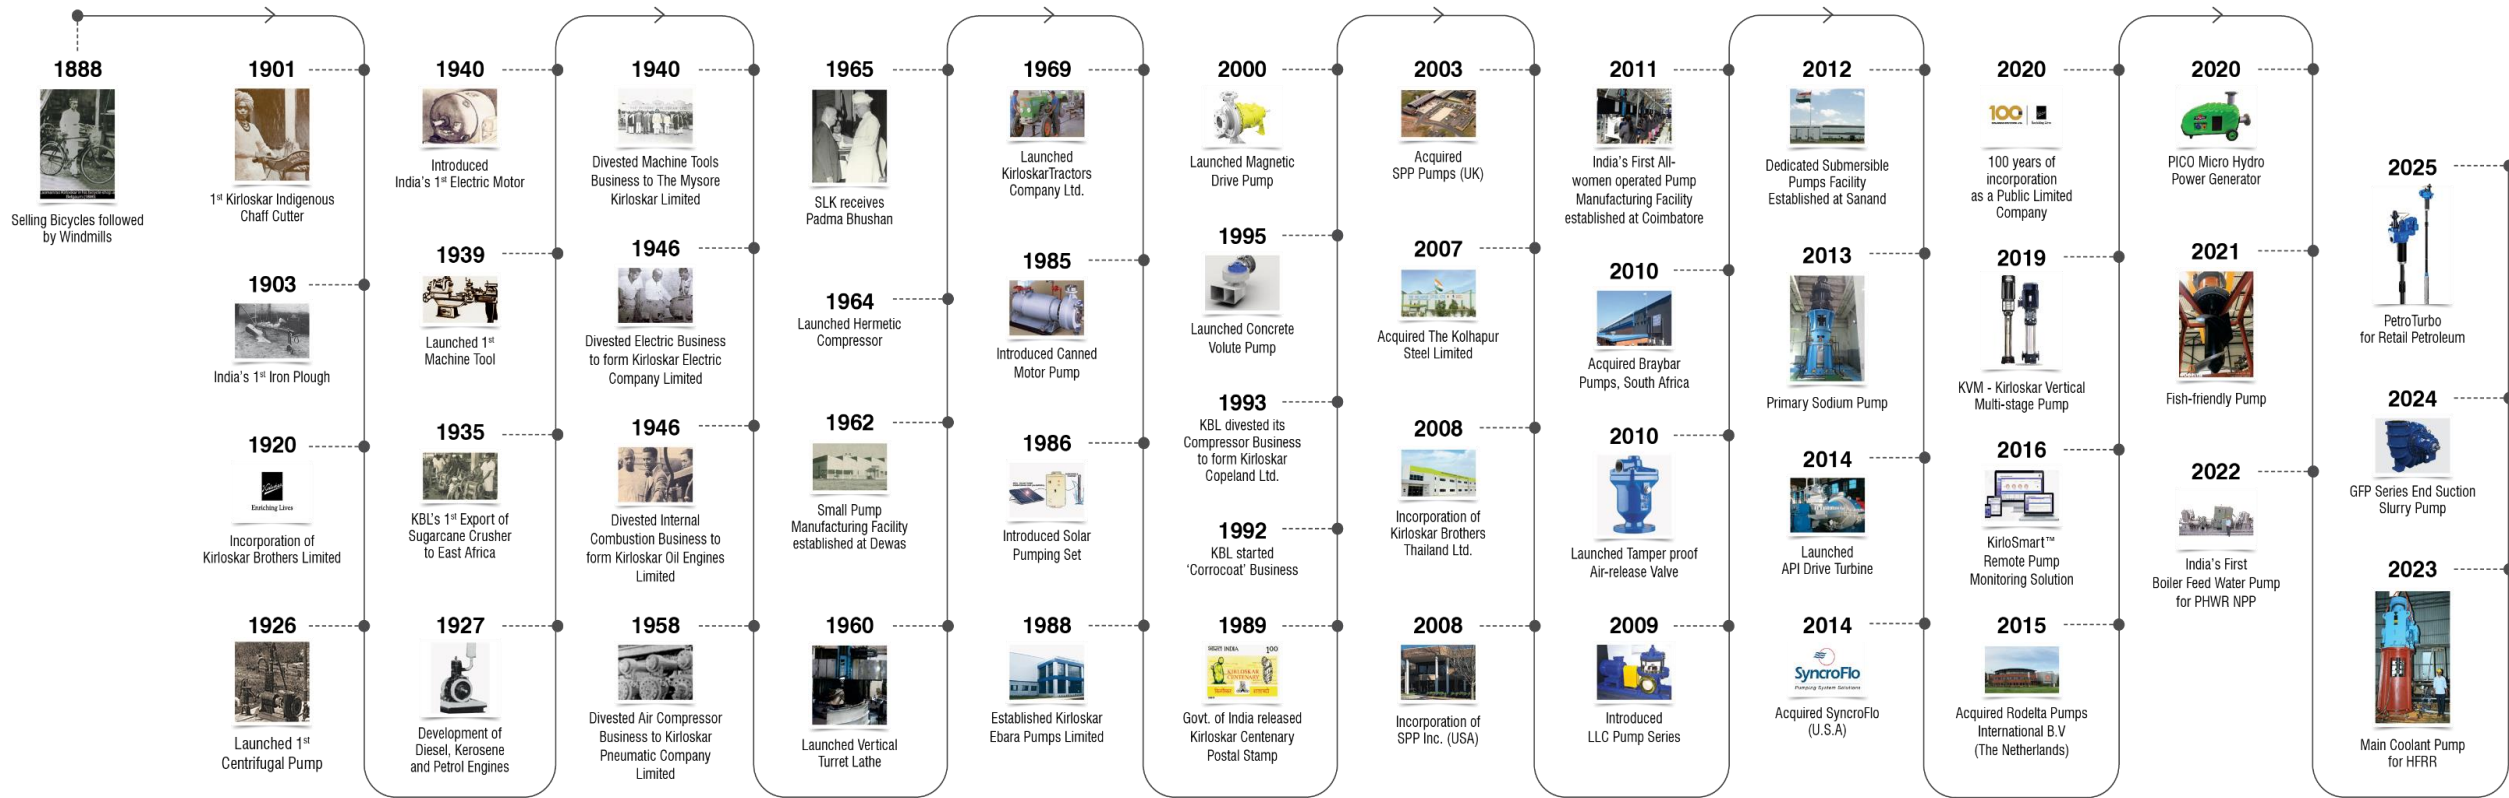 1888
Selling Bicycles followed
by Windmills
1901
1st Kirloskar Indigenous
Chaff Cutter
1903
India's 1st Iron Plough
1920
Enriching Lives
Incorporation of
Kirloskar Brothers Limited
1926
Launched 1st
Centrifugal Pump
1940
Introduced
India's 1st Electric Motor
1939
Launched 1st
Machine Tool
1935
KBL's 1st Export of
Sugarcane Crusher
to East Africa
1927
Development of
Diesel, Kerosene
and Petrol Engines
1940
Divested Machine Tools
Business to The Mysore
Kirloskar Limited
1946
Divested Electric Business
to form Kirloskar Electric
Company Limited
1946
Divested Internal
Combustion Business to
form Kirloskar Oil Engines
Limited
1958
Divested Air Compressor
Business to Kirloskar
Pneumatic Company
Limited
1965
SLK receives
Padma Bhushan
1964
Launched Hermetic
Compressor
1962
Small Pump
Manufacturing Facility
established at Dewas
1960
Launched Vertical
Turret Lathe
1969
Launched
KirloskarTractors
Company Ltd.
1985
Introduced Canned
Motor Pump
1986
Introduced Solar
Pumping Set
1988
Established Kirloskar
Ebara Pumps Limited
2000
Launched Magnetic
Drive Pump
1995
Launched Concrete
Volute Pump
1993
KBL divested its
Compressor Business
to form Kirloskar
Copeland Ltd.
1992
KBL started
‘Corrocoat’ Business
1989
भारत INDIA 100
KIRLOSKAR
CENTENARY
Govt. of India released
Kirloskar Centenary
Postal Stamp
2003
Acquired
SPP Pumps (UK)
2007
Acquired The Kolhapur
Steel Limited
2008
Incorporation of
Kirloskar Brothers
Thailand Ltd.
2008
Incorporation of
SPP Inc. (USA)
2011
India's First All-
women operated Pump
Manufacturing Facility
established at Coimbatore
2010
Acquired Braybar
Pumps, South Africa
2010
Launched Tamper proof
Air-release Valve
2009
Introduced
LLC Pump Series
2012
Dedicated Submersible
Pumps Facility
Established at Sanand
2013
Primary Sodium Pump
2014
Launched
API Drive Turbine
2014
SyncroFlo
Pumping System Solutions
Acquired SyncroFlo
(U.S.A)
2020
100
Enriching Lives
100 years of
incorporation
as a Public Limited
Company
2019
KVM - Kirloskar Vertical
Multi-stage Pump
2016
KirloSmart™
Remote Pump
Monitoring Solution
2015
Acquired Rodelta Pumps
International B.V
(The Netherlands)
2020
PICO Micro Hydro
Power Generator
2021
Fish-friendly Pump
2022
India's First
Boiler Feed Water Pump
for PHWR NPP
2025
PetroTurbo
for Retail Petroleum
2024
GFP Series End Suction
Slurry Pump
2023
Main Coolant Pump
for HFRR